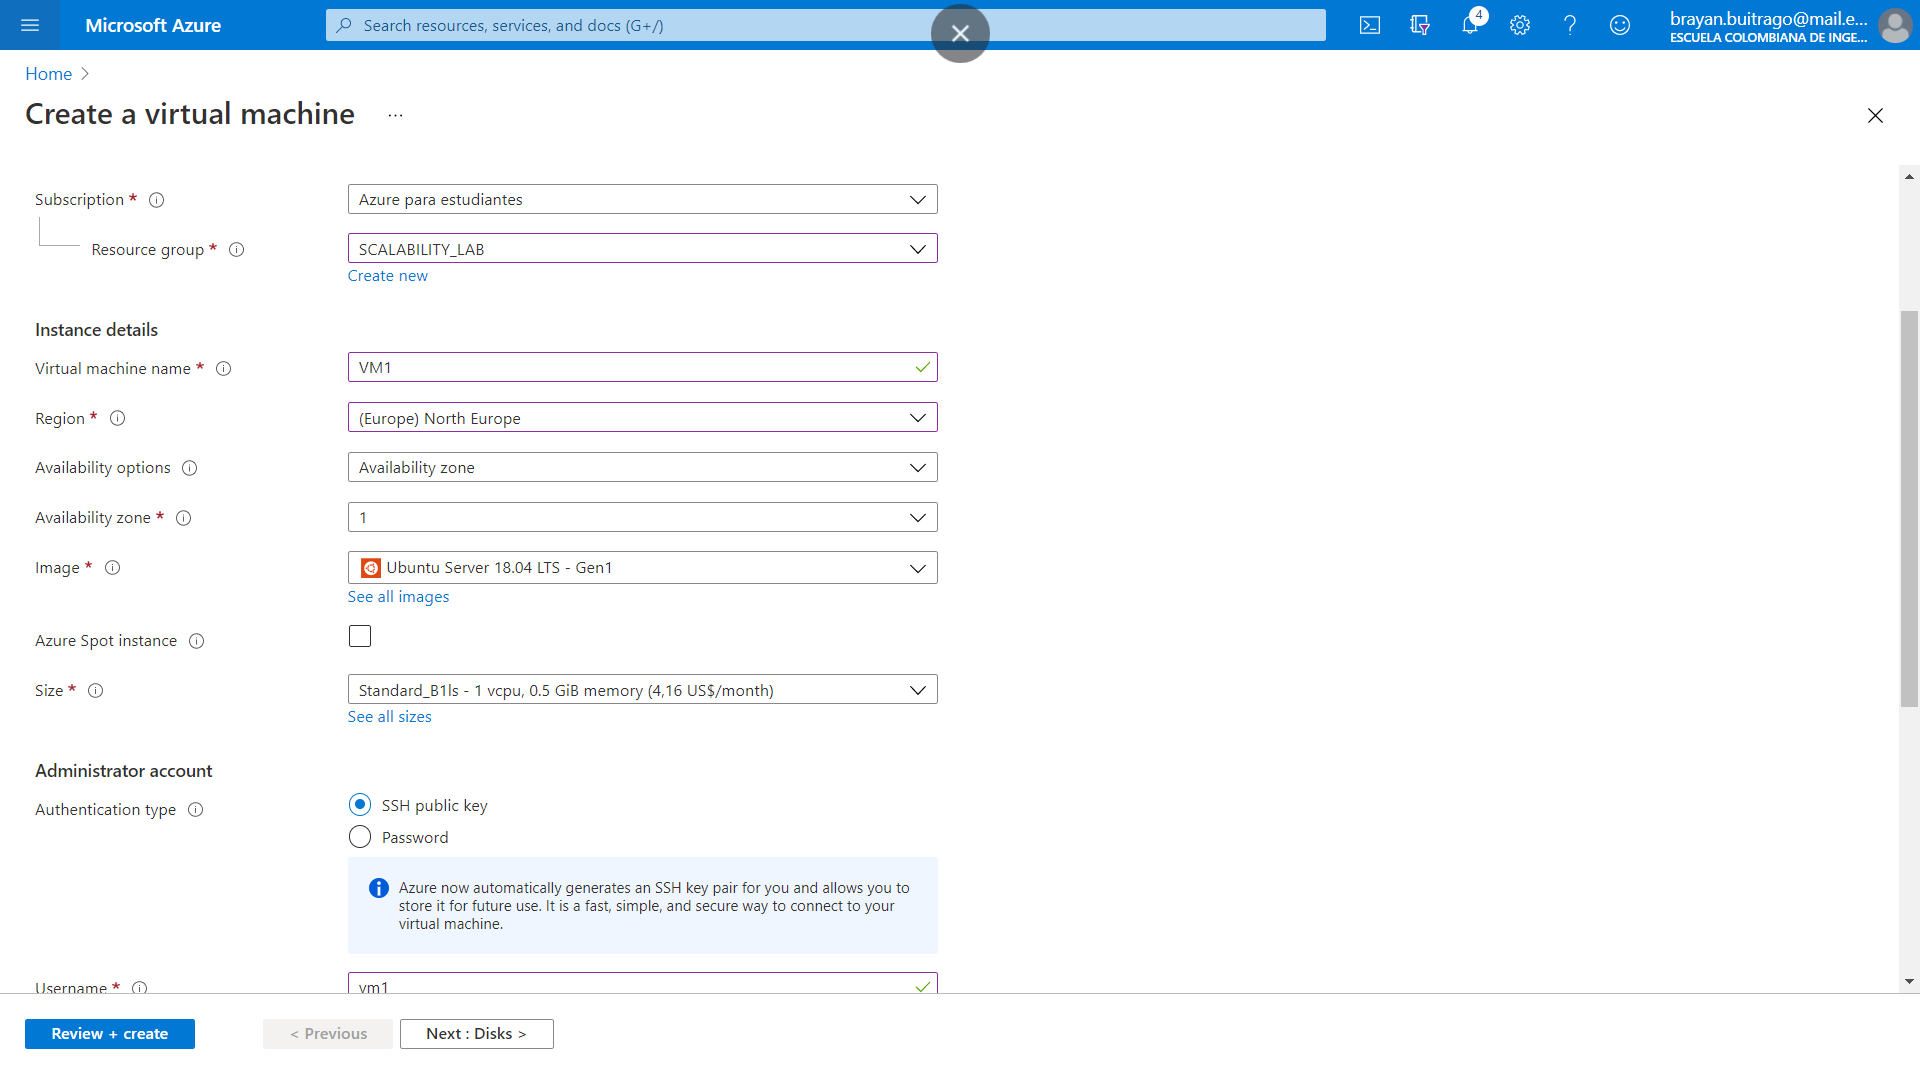 Microsoft Azure
Search resources, services, and docs (G+/)
4
brayan.buitrago@mail.e...
ESCUELA COLOMBIANA DE INGE...
Home
Create a virtual machine
...
Subscription *
Azure para estudiantes
Resource group *
SCALABILITY_LAB
Create new
Instance details
Virtual machine name *
VM1
Region *
(Europe) North Europe
Availability options
Availability zone
Availability zone *
1
Image *
Ubuntu Server 18.04 LTS - Gen1
See all images
Azure Spot instance
Size *
Standard_B1ls - 1 vcpu, 0.5 GiB memory (4,16 US$/month)
See all sizes
Administrator account
Authentication type
SSH public key
Password
Azure now automatically generates an SSH key pair for you and allows you to
store it for future use. It is a fast, simple, and secure way to connect to your
virtual machine.
Username *
vm1
Review + create
< Previous
Next : Disks >